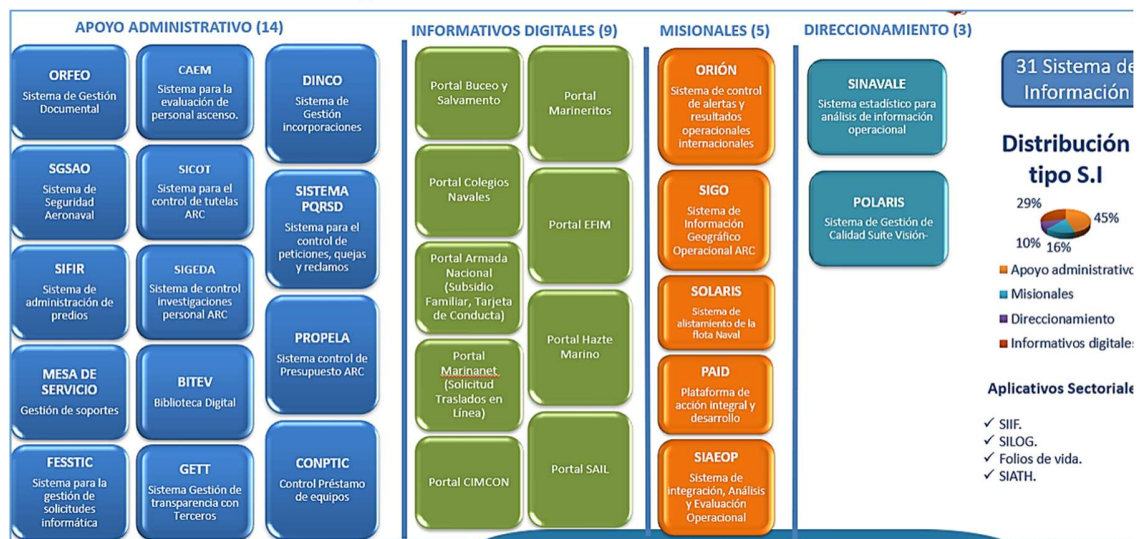 APOYO ADMINISTRATIVO (14)
ORFEO
Sistema de Gestión
Documental
SGSAO
Sistema de
Seguridad
Aeronaval
SIFIR
Sistema de
administración de
predios
MESA DE
SERVICIO
Gestión de soportes
FESSTIC
Sistema para la
gestión de
solicitudes
informática
CAEM
Sistema para la
evaluación de
personal ascenso.
SICOT
Sistema para el
control de tutelas
ARC
SIGEDA
Sistema de control
investigaciones
personal ARC
BITEV
Biblioteca Digital
GETT
Sistema Gestión de
transparencia con
Terceros
DINCO
Sistema de
Gestión
incorporaciones
SISTEMA
PQRSD
Sistema para el
control de
peticiones, quejas
y reclamos
PROPELA
Sistema control de
Presupuesto ARC
CONPTIC
Control Préstamo
de equipos
INFORMATIVOS DIGITALES (9)
Portal Buceo y
Salvamento
Portal Colegios
Navales
Portal Armada
Nacional
(Subsidio
Familiar, Tarjeta
de Conducta)
Portal
Marinanet
(Solicitud
Traslados en
Línea)
Portal CIMCON
Portal
Marineritos
Portal EFIM
Portal Hazte
Marino
Portal SAIL
MISIONALES (5)
ORIÓN
Sistema de control
de alertas y
resultados
operacionales
internacionales
SIGO
Sistema de
Información
Geográfico
Operacional ARC
SOLARIS
Sistema de
alistamiento de la
flota Naval
PAID
Plataforma de
acción integral y
desarrollo
SIAEOP
Sistema de
integración, Análisis
y Evaluación
Operacional
DIRECCIONAMIENTO (3)
SINAVALE
Sistema estadístico para
análisis de información
operacional
POLARIS
Sistema de Gestión de
Calidad Suite Visión-
31 Sistema de
Información
Distribución
tipo S.I
29%
45%
10%
16%
Apoyo administrativo
Misionales
Direccionamiento
Informativos digitales
Aplicativos Sectoriale
✓ SIIF.
✓ SILOG.
✓ Folios de vida.
✓ SIATH.